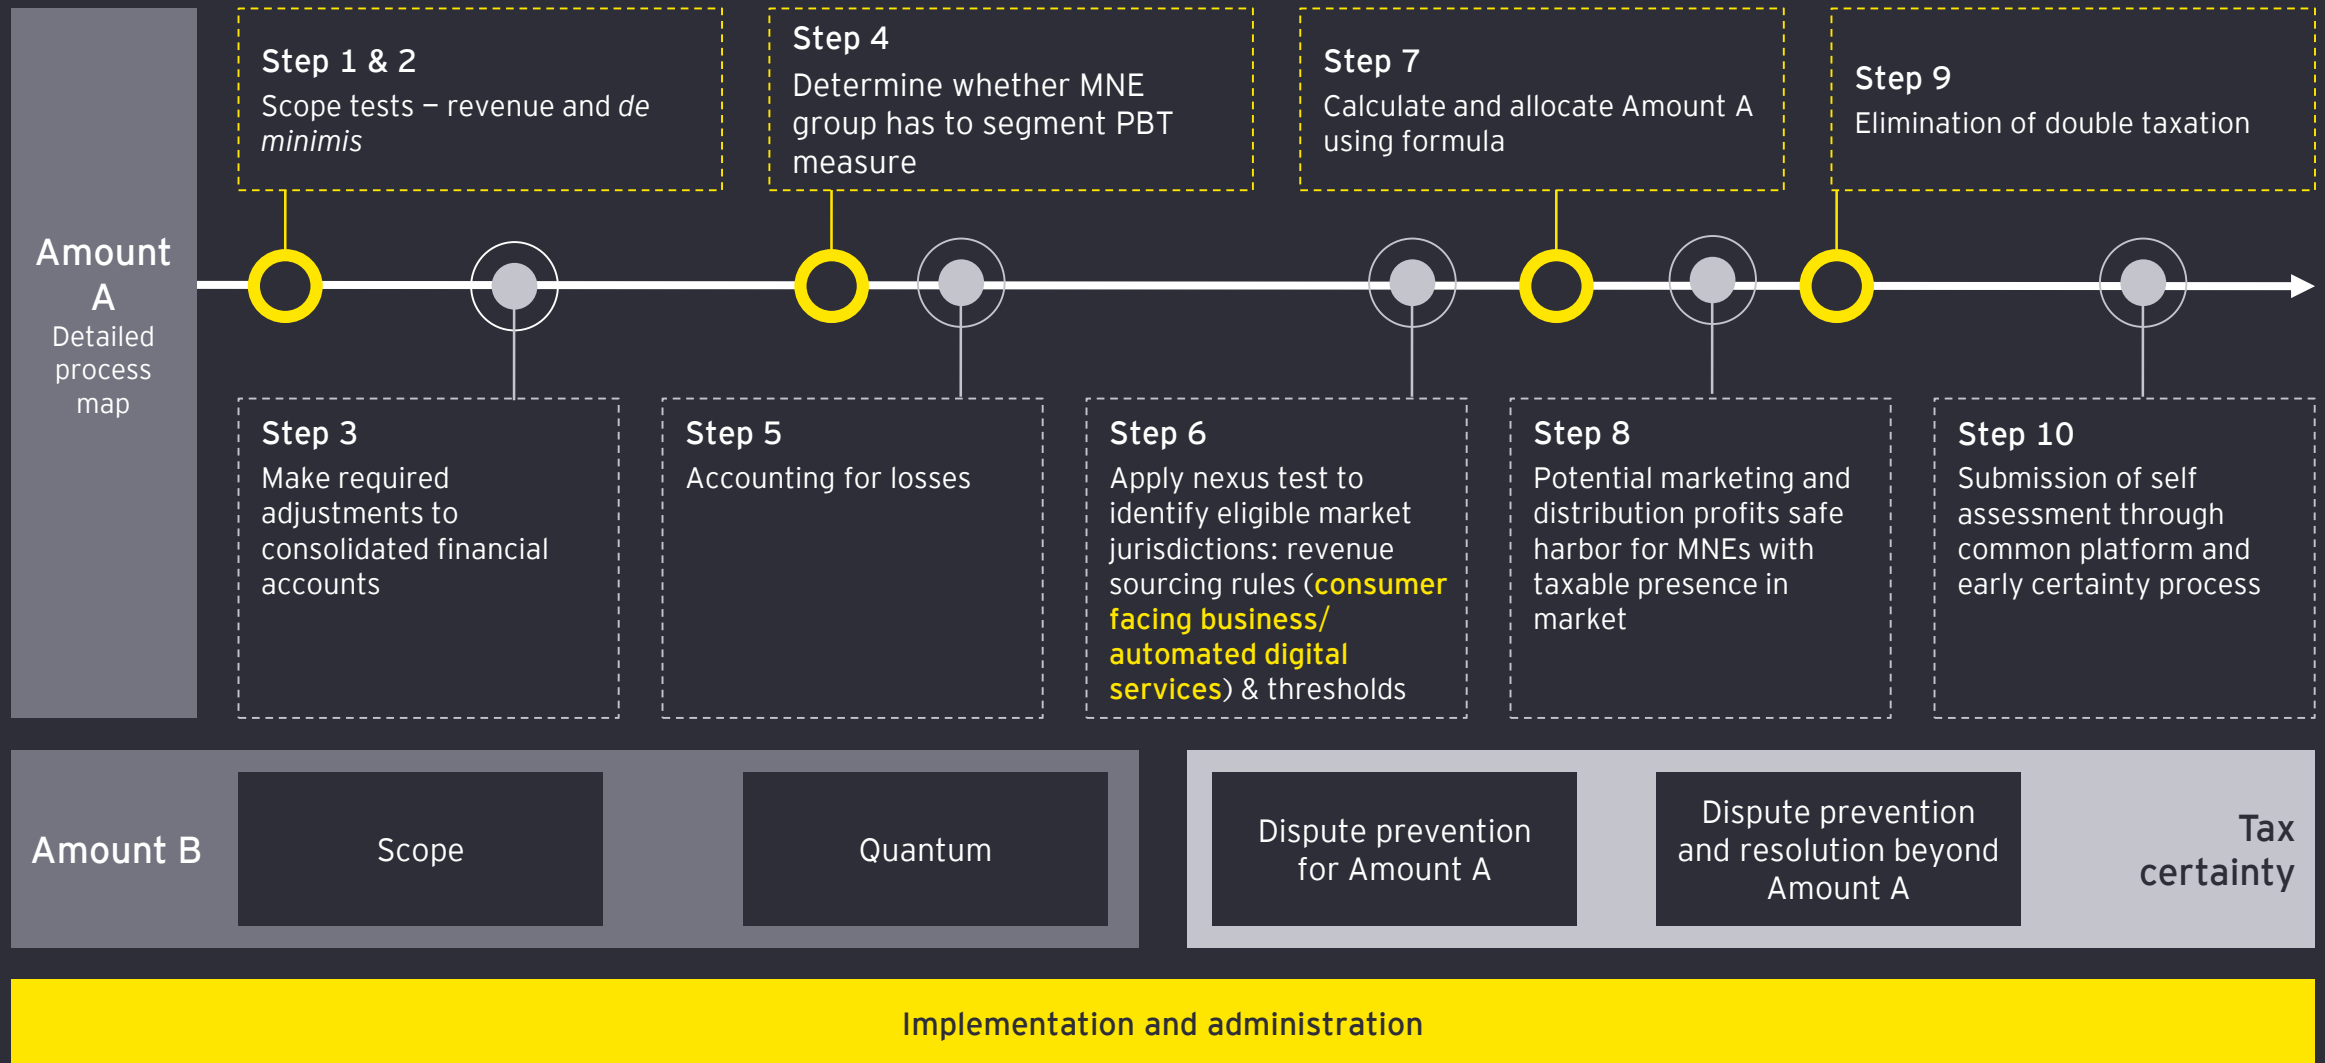 Amount
A
Detailed
process
map
Step 1 & 2
Scope tests – revenue and de
minimis
Step 4
Determine whether MNE
group has to segment PBT
measure
Step 7
Calculate and allocate Amount A
using formula
Step 9
Elimination of double taxation
Step 3
Make required
adjustments to
consolidated financial
accounts
Step 5
Accounting for losses
Step 6
Apply nexus test to
identify eligible market
jurisdictions: revenue
sourcing rules (consumer
facing business/
automated digital
services) & thresholds
Step 8
Potential marketing and
distribution profits safe
harbor for MNEs with
taxable presence in
market
Step 10
Submission of self
assessment through
common platform and
early certainty process
Amount B
Scope
Quantum
Dispute prevention
for Amount A
Dispute prevention
and resolution beyond
Amount A
Tax
certainty
Implementation and administration